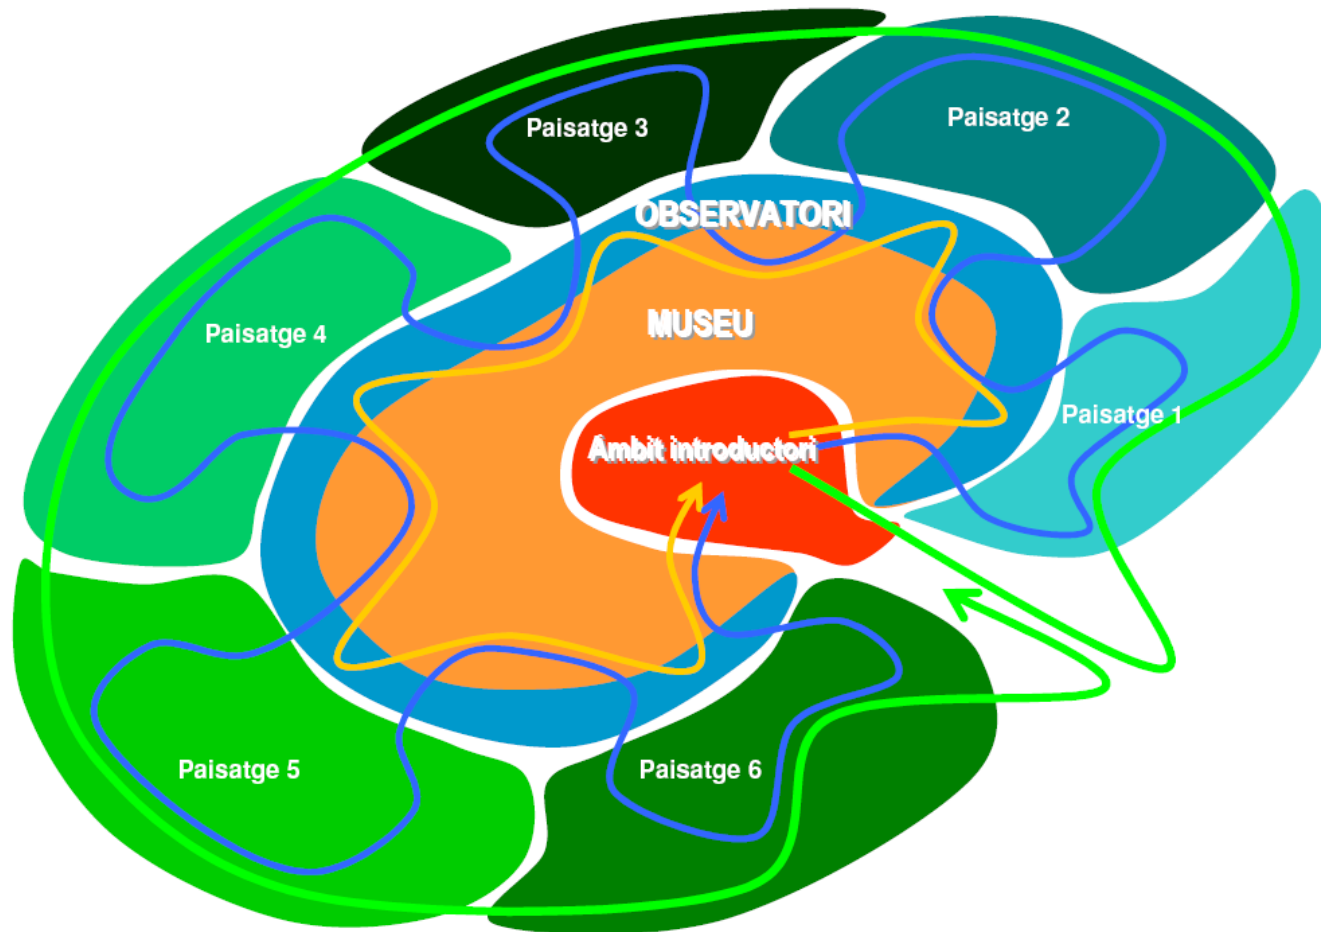 Paisatge 2
Paisatge 3
OBSERVATORI
MUSEU
Paisatge 4
Paisatge 1
Àmbit introductori
Paisatge 5
Paisatge 6